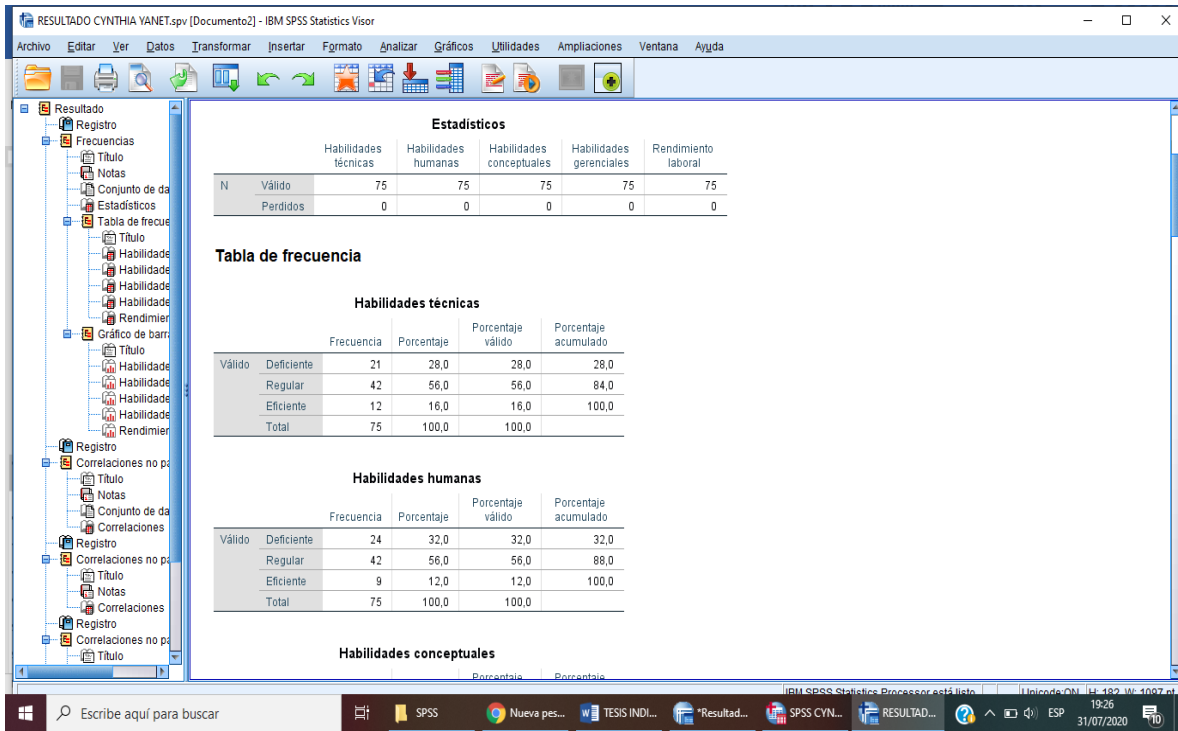 RESULTADO CYNTHIA YANET.spv [Documento2] - IBM SPSS Statistics Visor
Archivo Editar Ver Datos Transformar Insertar Formato Analizar Gráficos Utilidades Ampliaciones Ventana Ayuda
Resultado
Registro
Frecuencias
Título
Notas
Conjunto de da
Estadísticos
Tabla de frecue
Título
Habilidade
Habilidade
Habilidade
Habilidade
Rendimier
Gráfico de barra
Título
Habilidade
Habilidade
Habilidade
Habilidade
Rendimier
Registro
Correlaciones no pa
Título
Notas
Conjunto de da
Correlaciones
Registro
Correlaciones no pa
Título
Notas
Correlaciones
Registro
Correlaciones no pa
Título
Estadísticos
Habilidades técnicas Habilidades humanas Habilidades conceptuales Habilidades gerenciales Rendimiento laboral
N Válido 75 75 75 75 75
Perdidos 0 0 0 0 0
Tabla de frecuencia
Habilidades técnicas
Frecuencia Porcentaje Porcentaje válido Porcentaje acumulado
Válido Deficiente 21 28,0 28,0 28,0
Regular 42 56,0 56,0 84,0
Eficiente 12 16,0 16,0 100,0
Total 75 100,0 100,0
Habilidades humanas
Frecuencia Porcentaje Porcentaje válido Porcentaje acumulado
Válido Deficiente 24 32,0 32,0 32,0
Regular 42 56,0 56,0 88,0
Eficiente 9 12,0 12,0 100,0
Total 75 100,0 100,0
Habilidades conceptuales
Porcentaje Porcentaje
IBM SPSS Statistics Processor está listo Unicode:ON H: 182, W: 1097 pt
Escribe aquí para buscar
SPSS
Nueva pes...
TESIS INDI...
*Resultad...
SPSS CYN...
RESULTAD...
ESP
19:26
31/07/2020
10